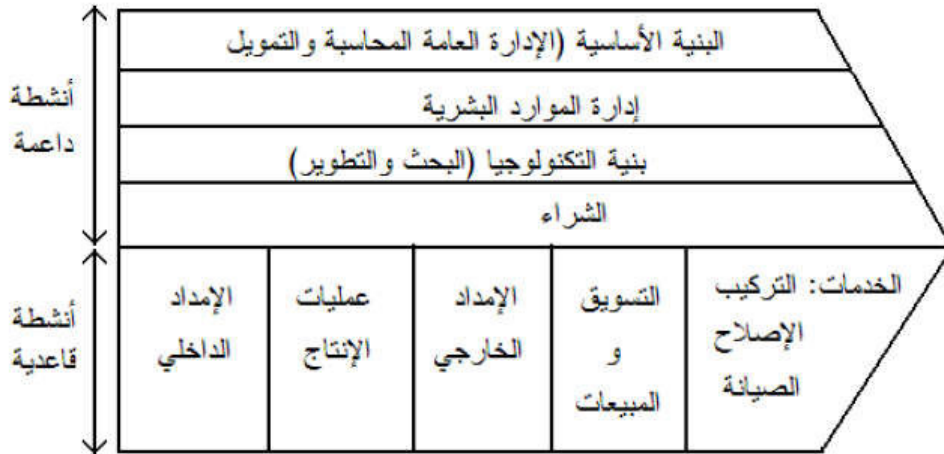 البنية الأساسية (الإدارة العامة المحاسبة والتمويل
إدارة الموارد البشرية
بنية التكنولوجيا (البحث والتطوير)
الشراء
أنشطة
داعمة
الإمداد
الداخلي
عمليات
الإنتاج
الإمداد
الخارجي
التسويق
و
المبيعات
الخدمات: التركيب
الإصلاح
الصيانة
أنشطة
قاعدية